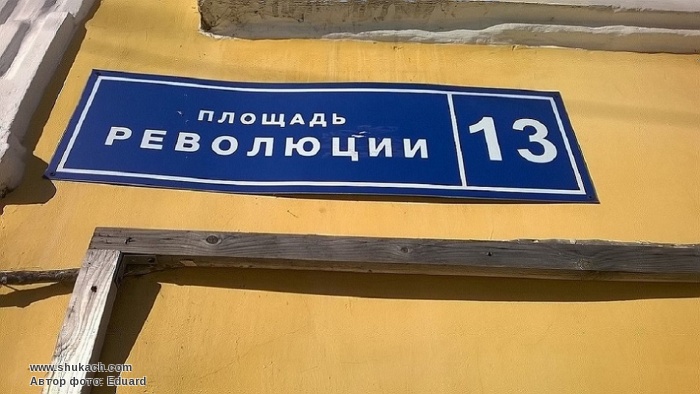 ПЛОЩАДЬ
РЕВОЛЮЦИИ
13
www.shukach.com
Автор фото: Eduard